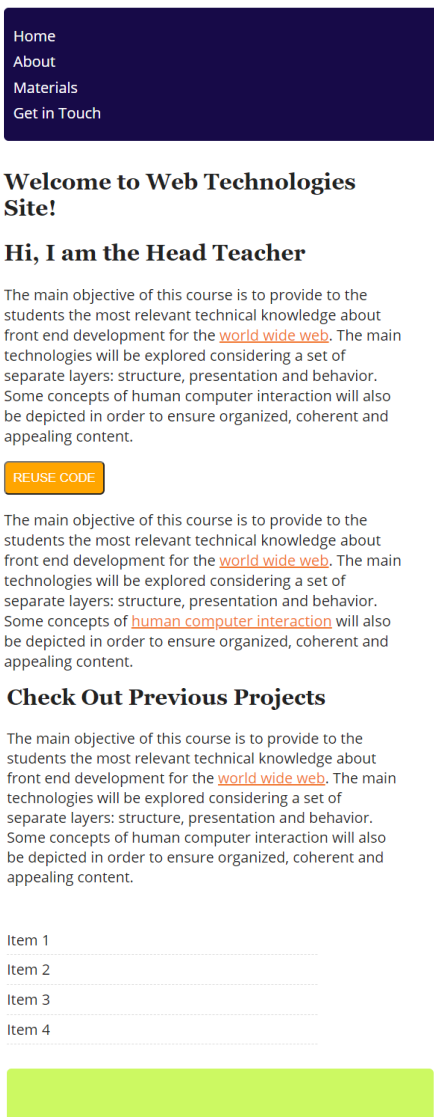 Home
About
Materials
Get in Touch
Welcome to Web Technologies
Site!
Hi, I am the Head Teacher
The main objective of this course is to provide to the
students the most relevant technical knowledge about
front end development for the world wide web. The main
technologies will be explored considering a set of
separate layers: structure, presentation and behavior.
Some concepts of human computer interaction will also
be depicted in order to ensure organized, coherent and
appealing content.
REUSE CODE
The main objective of this course is to provide to the
students the most relevant technical knowledge about
front end development for the world wide web. The main
technologies will be explored considering a set of
separate layers: structure, presentation and behavior.
Some concepts of human computer interaction will also
be depicted in order to ensure organized, coherent and
appealing content.
Check Out Previous Projects
The main objective of this course is to provide to the
students the most relevant technical knowledge about
front end development for the world wide web. The main
technologies will be explored considering a set of
separate layers: structure, presentation and behavior.
Some concepts of human computer interaction will also
be depicted in order to ensure organized, coherent and
appealing content.
Item 1
Item 2
Item 3
Item 4